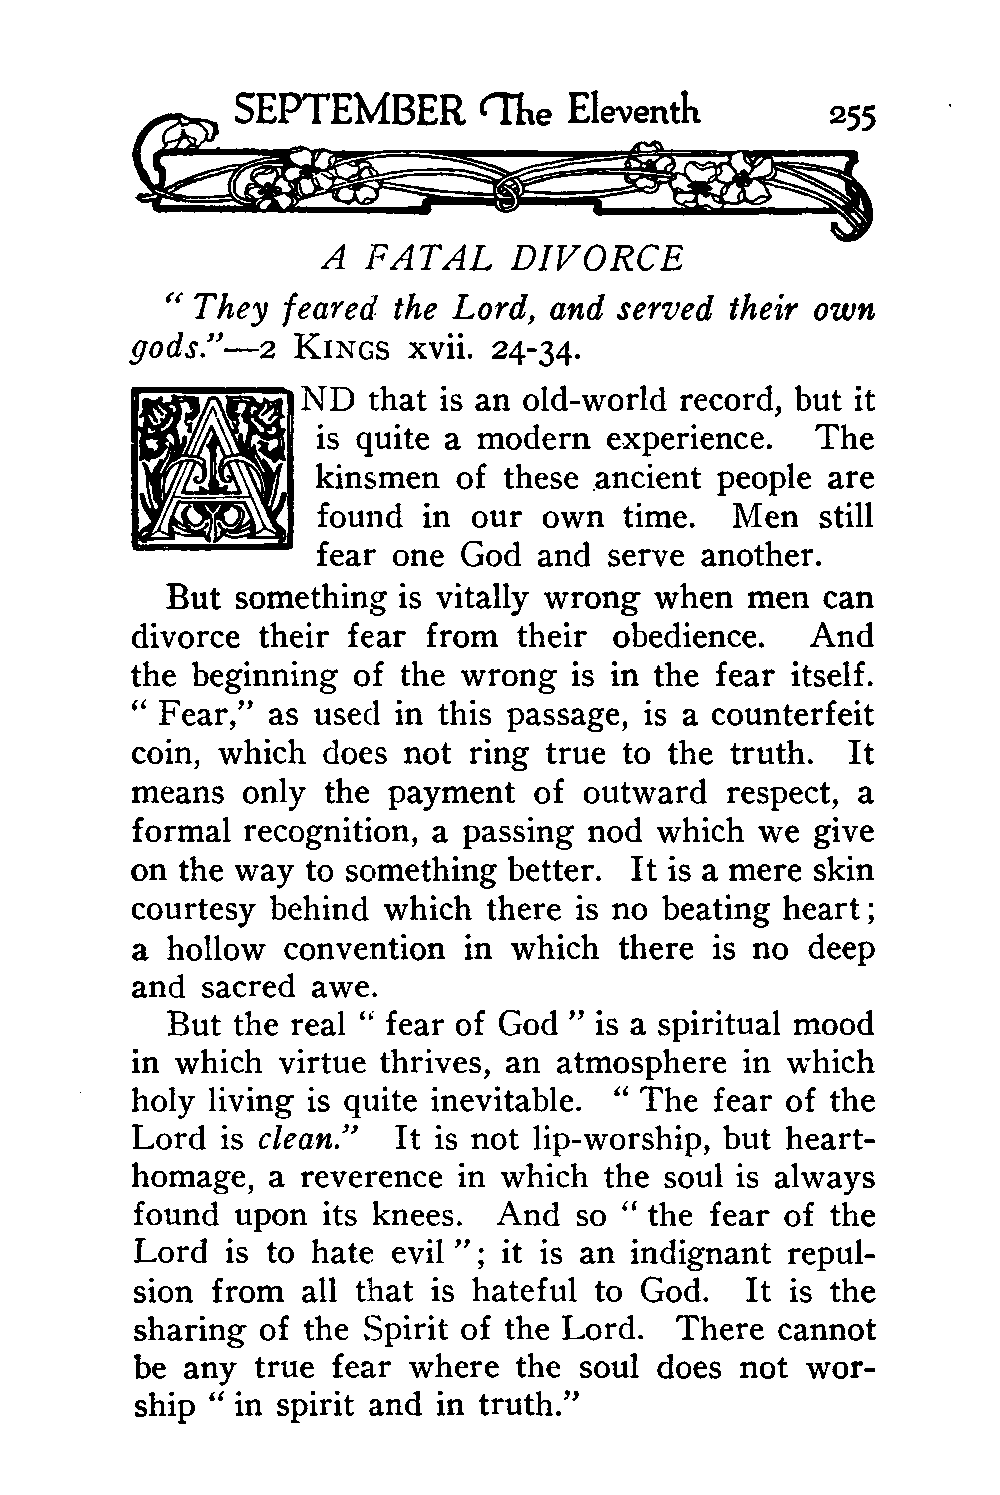 SEPTEMBER The Eleventh 255
A FATAL DIVORCE
“ They feared the Lord, and served their own
gods.”—2 KINGS xvii. 24-34.
AND that is an old-world record, but it
is quite a modern experience. The
kinsmen of these ancient people are
found in our own time. Men still
fear one God and serve another.
But something is vitally wrong when men can
divorce their fear from their obedience. And
the beginning of the wrong is in the fear itself.
“ Fear,” as used in this passage, is a counterfeit
coin, which does not ring true to the truth. It
means only the payment of outward respect, a
formal recognition, a passing nod which we give
on the way to something better. It is a mere skin
courtesy behind which there is no beating heart ;
a hollow convention in which there is no deep
and sacred awe.
But the real “ fear of God ” is a spiritual mood
in which virtue thrives, an atmosphere in which
holy living is quite inevitable. “ The fear of the
Lord is clean.” It is not lip-worship, but heart-
homage, a reverence in which the soul is always
found upon its knees. And so “ the fear of the
Lord is to hate evil ” ; it is an indignant repul-
sion from all that is hateful to God. It is the
sharing of the Spirit of the Lord. There cannot
be any true fear where the soul does not wor-
ship “ in spirit and in truth.”